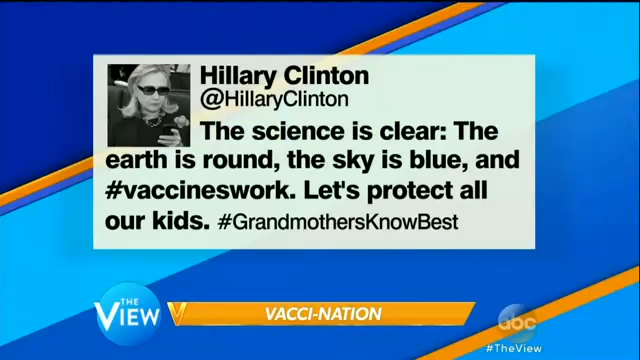 Hillary Clinton
@HillaryClinton
The science is clear: The
earth is round, the sky is blue, and
#vaccineswork. Let's protect all
our kids. #GrandmothersKnowBest
THE
VIEW
V
VACCI-NATION
abc
#TheView